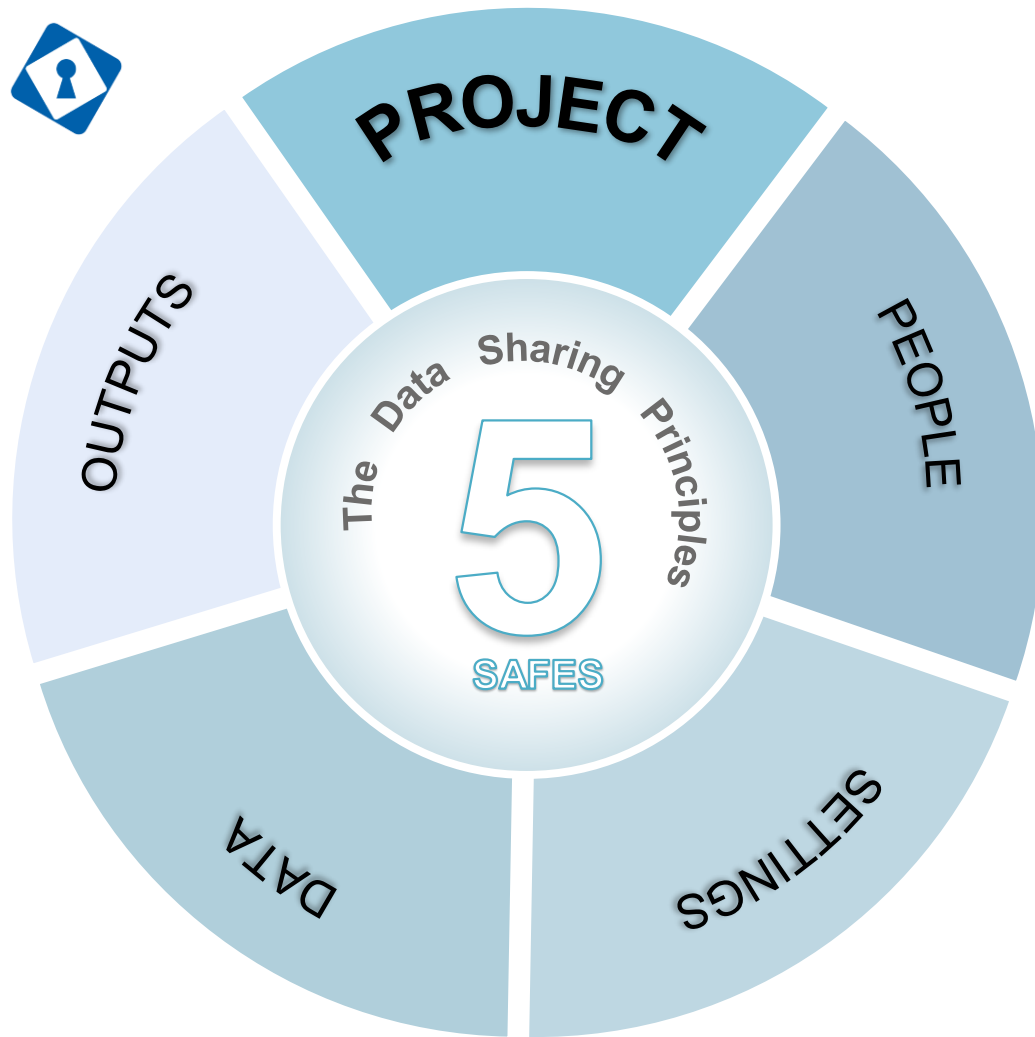 PROJECT
PEOPLE
SETTINGS
DATA
OUTPUTS
The Data Sharing Principles
5
SAFES